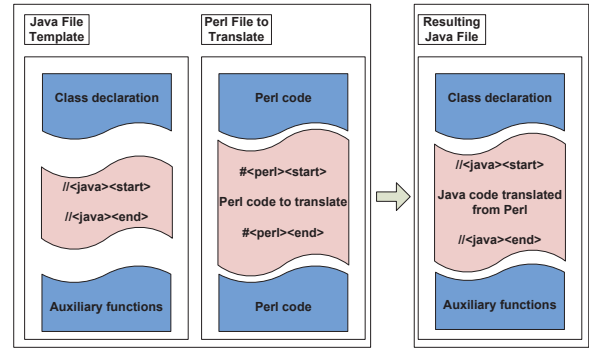 Java File
Template
Class declaration
//<java><start>
//<java><end>
Auxiliary functions
Perl File to
Translate
Perl code
#<perl><start>
Perl code to translate
#<perl><end>
Perl code
Resulting
Java File
Class declaration
//<java><start>
Java code translated
from Perl
//<java><end>
Auxiliary functions